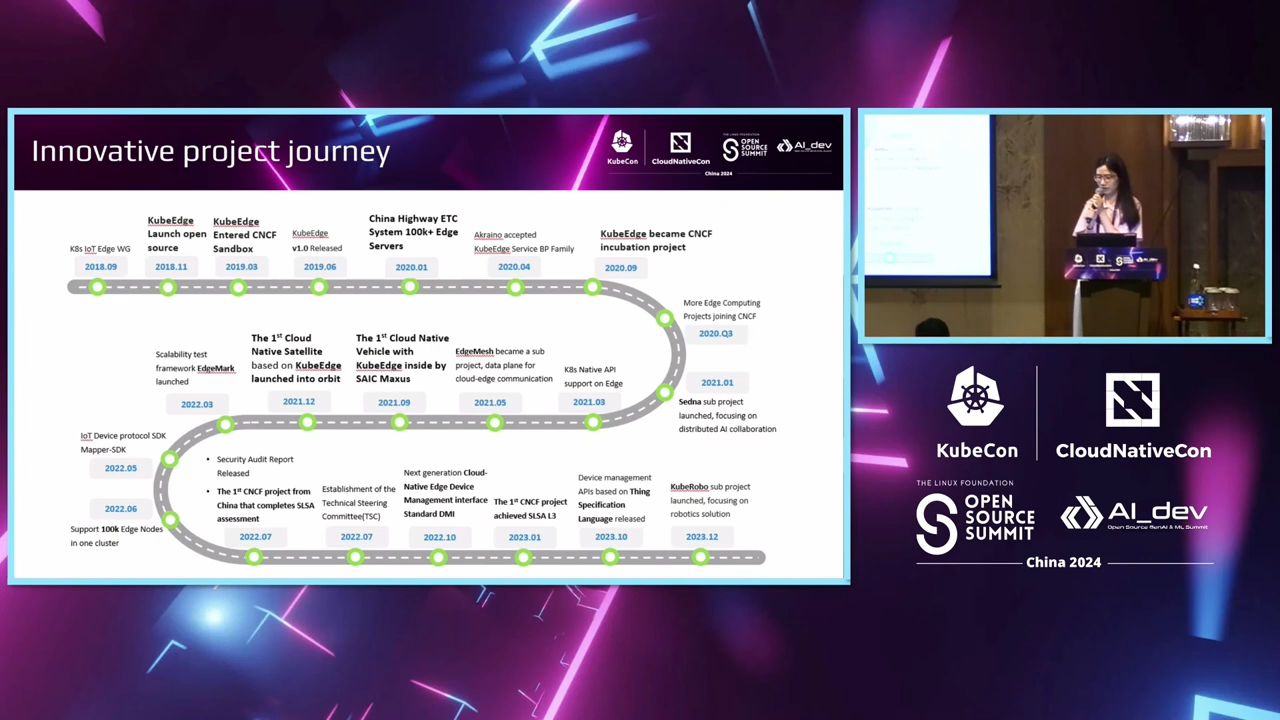 Innovative project journey
KubeCon
CloudNativeCon
THE LINUX FOUNDATION
OPEN
SOURCE
SUMMIT
AI_dev
China 2024
K8s IoT Edge WG
2018.09
KubeEdge
Launch open
source
2018.11
KubeEdge
Entered CNCF
Sandbox
2019.03
KubeEdge
v1.0 Released
2019.06
China Highway ETC
System 100k+ Edge
Servers
2020.01
Akraino accepted
KubeEdge Service BP Family
2020.04
KubeEdge became CNCF
incubation project
2020.09
More Edge Computing
Projects joining CNCF
2020.Q3
2021.01
Sedna sub project
launched, focusing on
distributed AI collaboration
K8s Native API
support on Edge
2021.03
EdgeMesh became a sub
project, data plane for
cloud-edge communication
2021.05
The 1st Cloud Native
Vehicle with
KubeEdge inside by
SAIC Maxus
2021.09
The 1st Cloud
Native Satellite
based on KubeEdge
launched into orbit
2021.12
Scalability test
framework EdgeMark
launched
2022.03
IoT Device protocol SDK
Mapper-SDK
2022.05
2022.06
Support 100k Edge Nodes
in one cluster
• Security Audit Report
Released
• The 1st CNCF project from
China that completes SLSA
assessment
2022.07
Establishment of the
Technical Steering
Committee(TSC)
2022.07
Next generation Cloud-
Native Edge Device
Management interface
Standard DMI
2022.10
The 1st CNCF project
achieved SLSA L3
2023.01
Device management
APIs based on Thing
Specification
Language released
2023.10
KubeRobo sub project
launched, focusing on
robotics solution
2023.12
KubeCon
CloudNativeCon
THE LINUX FOUNDATION
OPEN
SOURCE
SUMMIT
AI_dev
Open Source GenAI & ML Summit
China 2024